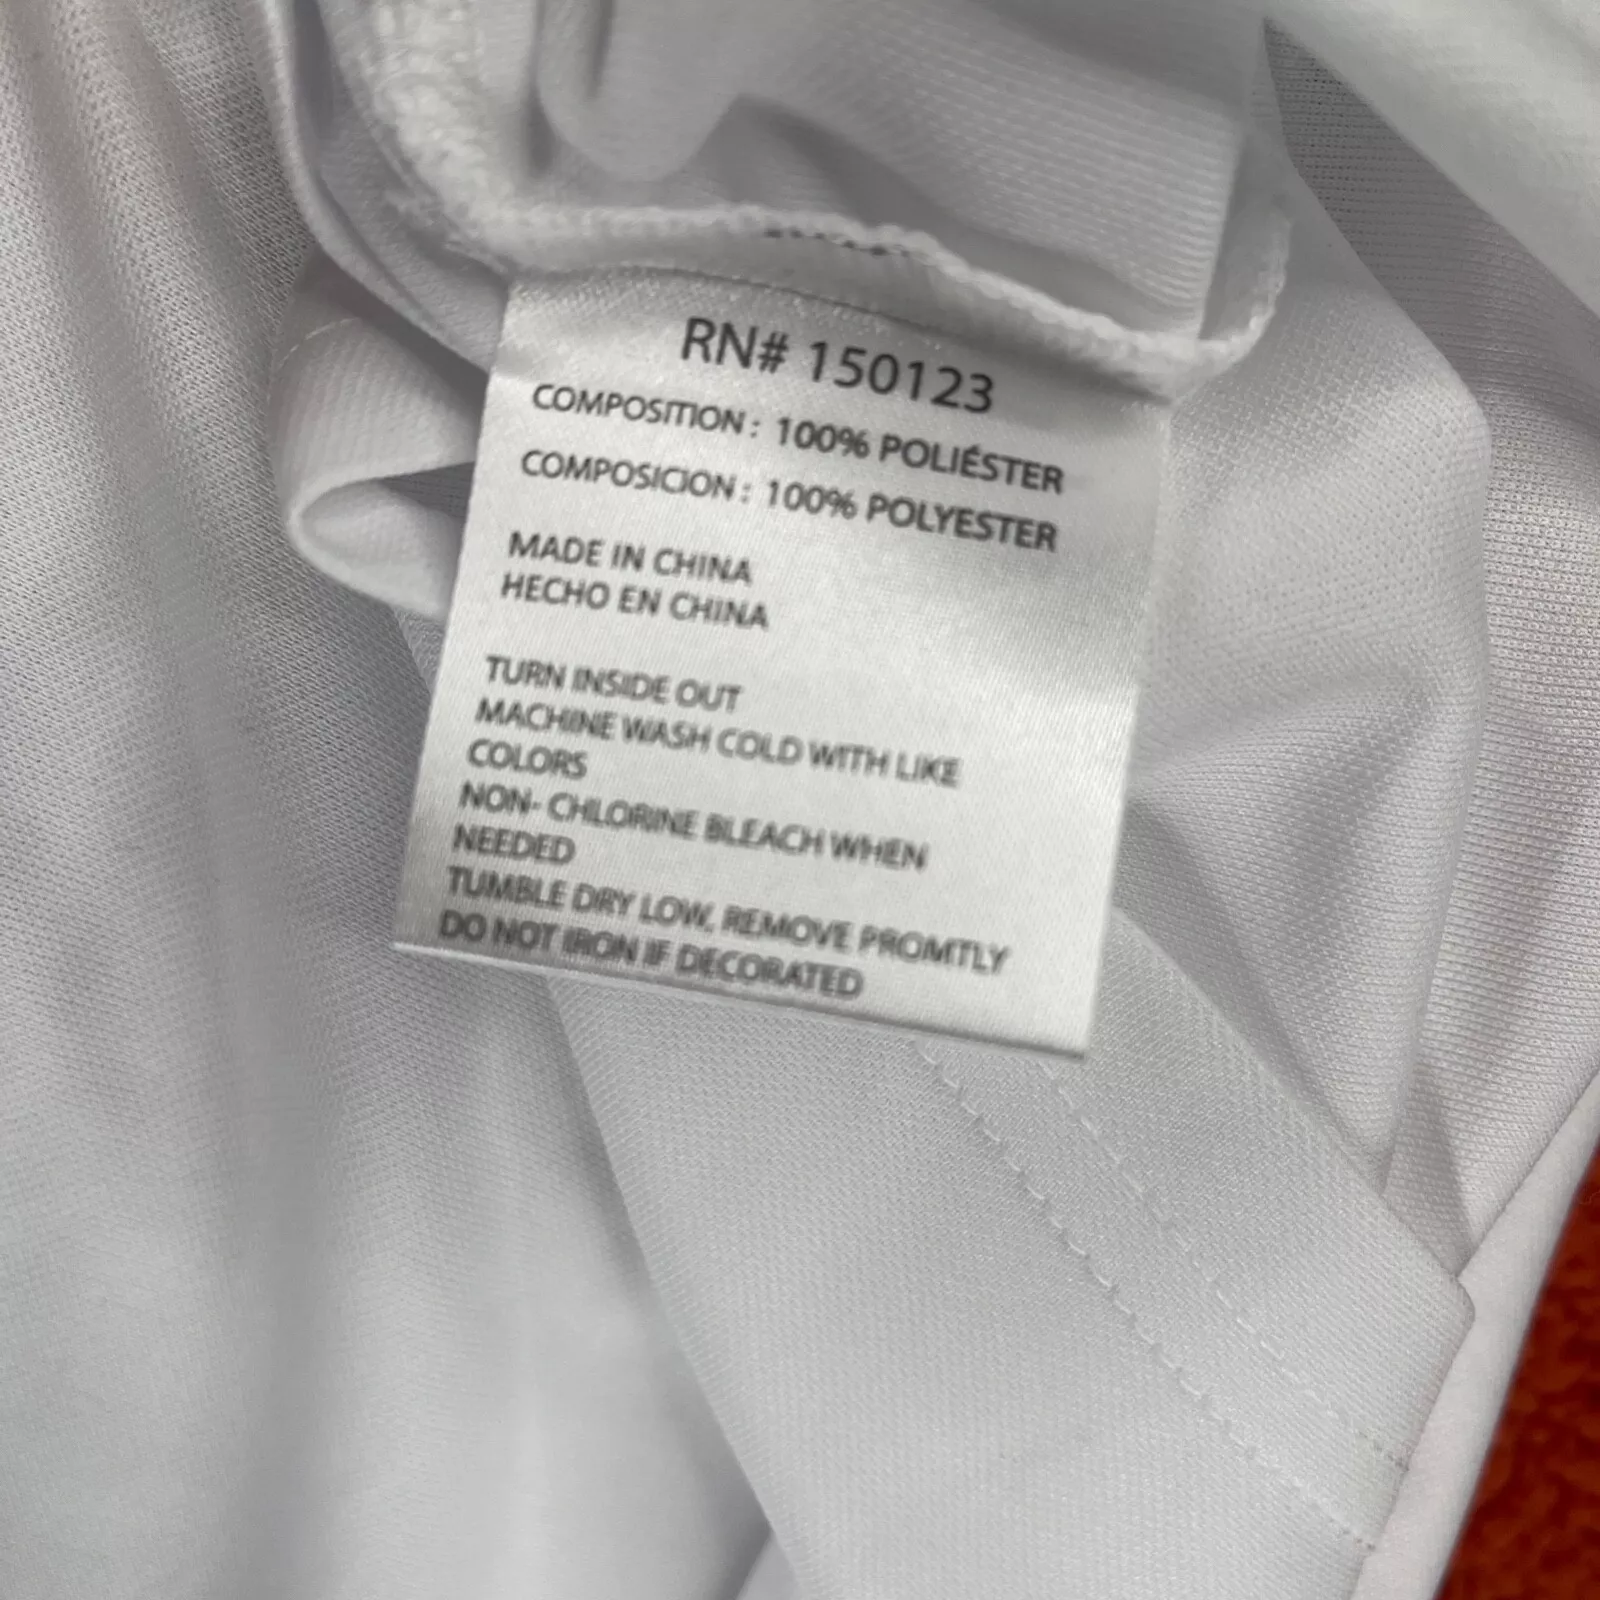 RN# 150123
COMPOSITION : 100% POLIÉSTER
COMPOSICION : 100% POLYESTER
MADE IN CHINA
HECHO EN CHINA
TURN INSIDE OUT
MACHINE WASH COLD WITH LIKE
COLORS
NON- CHLORINE BLEACH WHEN
NEEDED
TUMBLE DRY LOW, REMOVE PROMTLY
DO NOT IRON IF DECORATED